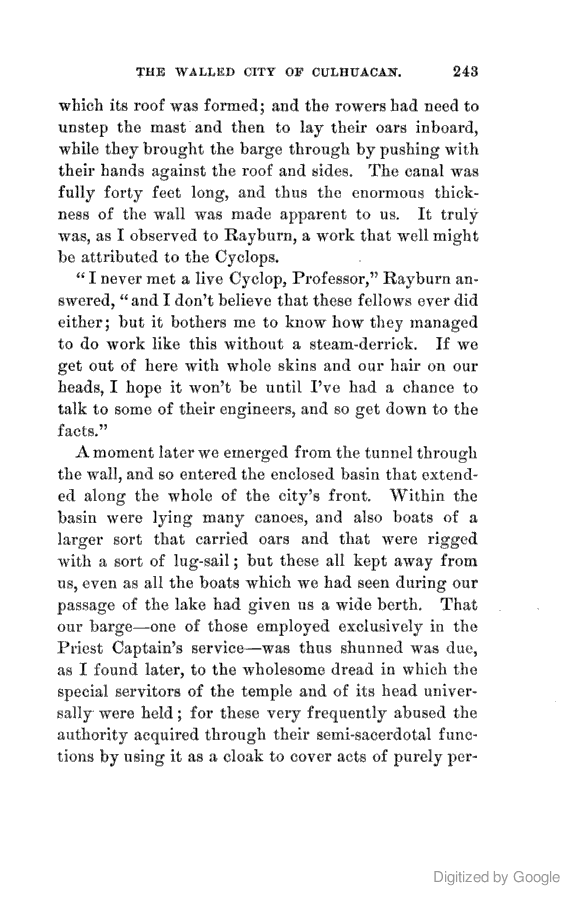 THE WALLED CITY OF CULHUACAN. 243
which its roof was formed; and the rowers had need to
unstep the mast and then to lay their oars inboard,
while they brought the barge through by pushing with
their hands against the roof and sides. The canal was
fully forty feet long, and thus the enormous thick-
ness of the wall was made apparent to us. It truly
was, as I observed to Rayburn, a work that well might
be attributed to the Cyclops.
“I never met a live Cyclop, Professor,” Rayburn an-
swered, “and I don’t believe that these fellows ever did
either; but it bothers me to know how they managed
to do work like this without a steam-derrick. If we
get out of here with whole skins and our hair on our
heads, I hope it won’t be until I’ve had a chance to
talk to some of their engineers, and so get down to the
facts.”
A moment later we emerged from the tunnel through
the wall, and so entered the enclosed basin that extend-
ed along the whole of the city’s front. Within the
basin were lying many canoes, and also boats of a
larger sort that carried oars and that were rigged
with a sort of lug-sail; but these all kept away from
us, even as all the boats which we had seen during our
passage of the lake had given us a wide berth. That
our barge—one of those employed exclusively in the
Priest Captain’s service—was thus shunned was due,
as I found later, to the wholesome dread in which the
special servitors of the temple and of its head univer-
sally were held; for these very frequently abused the
authority acquired through their semi-sacerdotal func-
tions by using it as a cloak to cover acts of purely per-
Digitized by Google